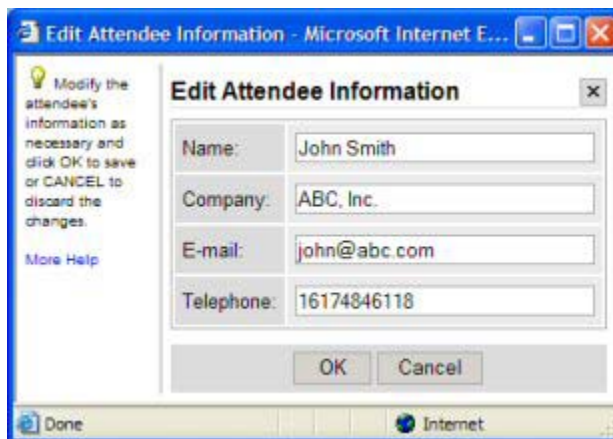 Edit Attendee Information - Microsoft Internet E...
Modify the
attendee's
information as
necessary and
click OK to save
or CANCEL to
discard the
changes.
More Help
Edit Attendee Information
Name: John Smith
Company: ABC, Inc.
E-mail: john@abc.com
Telephone: 16174846118
OK Cancel
Done Internet